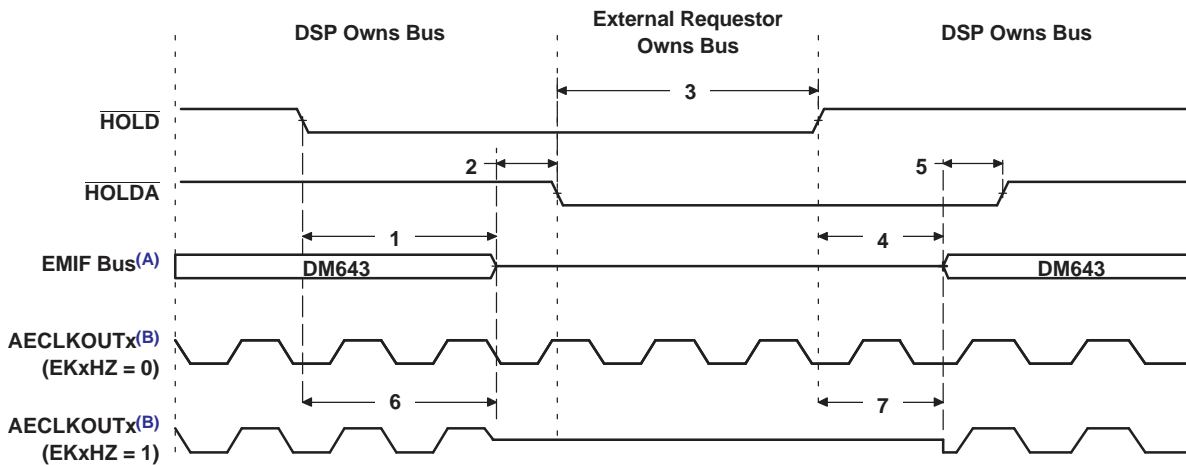 DSP Owns Bus
External Requestor
Owns Bus
DSP Owns Bus
3
HOLD
2
5
HOLDA
1
4
EMIF Bus(A)
DM643
DM643
AECLKOUTx(B)
(EKxHZ = 0)
6
7
AECLKOUTx(B)
(EKxHZ = 1)